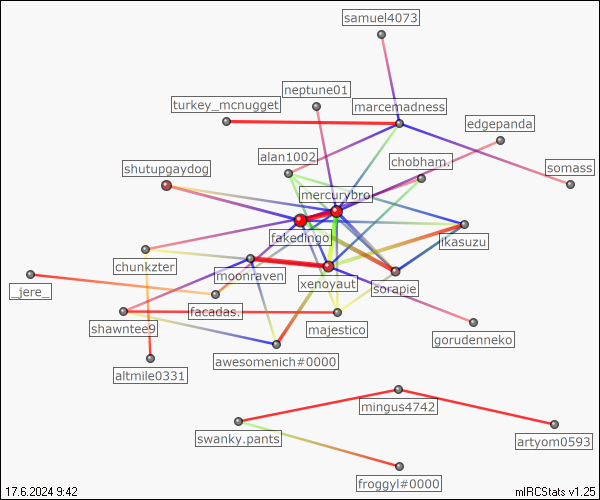 samuel4073
neptune01
turkey_mcnugget
marcemadness
edgepanda
alan1002
chobham.
shutupgaydog
somass
mercurybro
fakedingo
ikasuzu
chunkzter
moonraven
xenoyaut
sorapie
_jere_
facadas.
shawntee9
majestico
gorudenneko
awesomenich#0000
altmile0331
mingus4742
swanky.pants
artyom0593
froggyl#0000
17.6.2024 9:42
mIRCStats v1.25